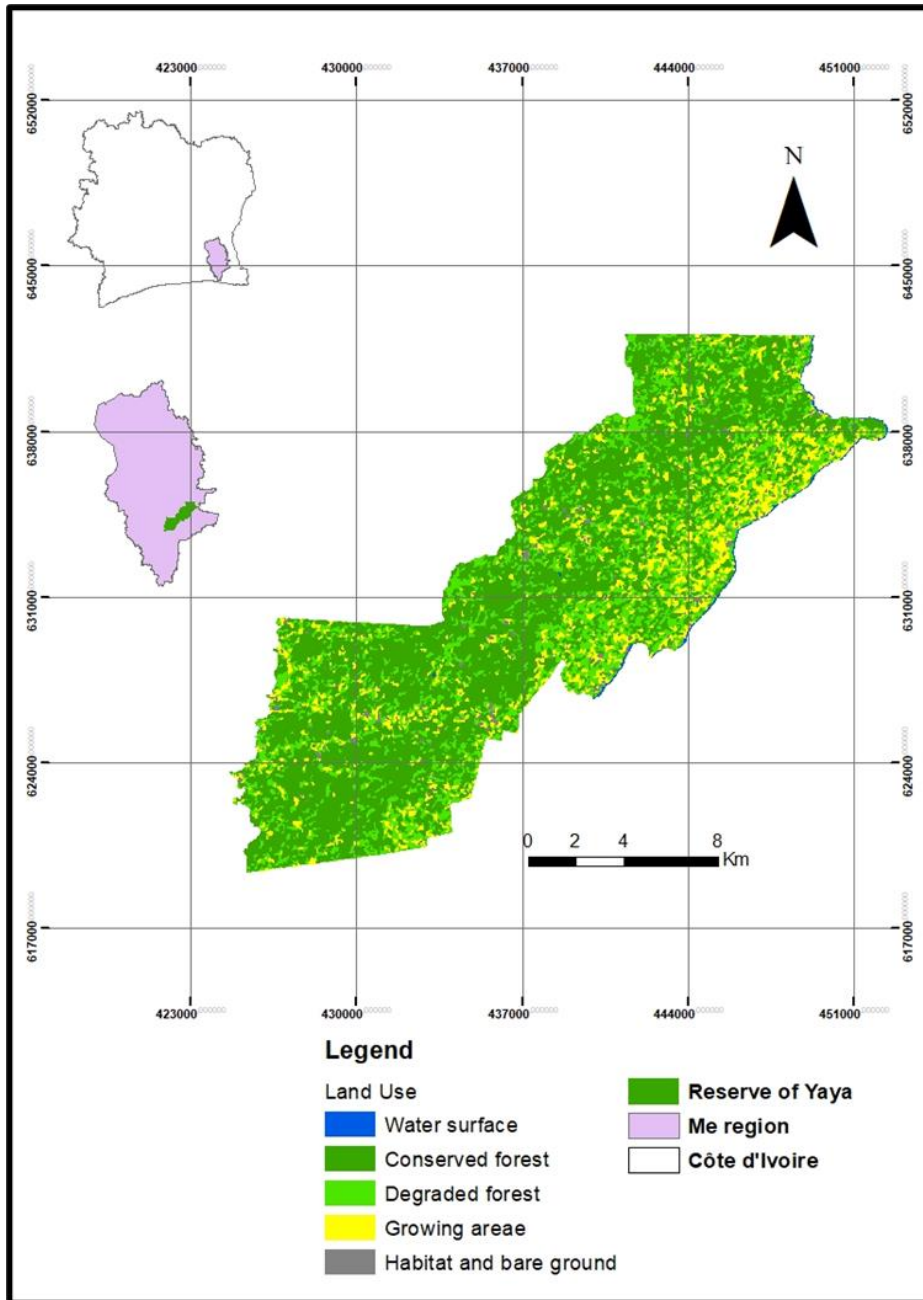 423000 430000 437000 444000 451000
652000 652000
N
645000 645000
638000 638000
631000 631000
624000 624000
0 2 4 8
Km
617000 617000
423000 430000 437000 444000 451000
Legend
Land Use
Water surface
Conserved forest
Degraded forest
Growing areae
Habitat and bare ground
Reserve of Yaya
Me region
Côte d'Ivoire